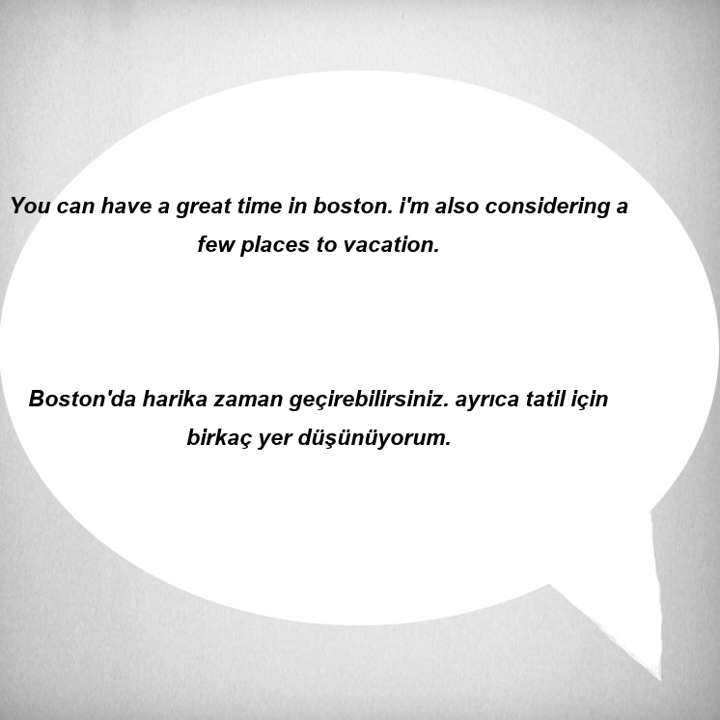 You can have a great time in boston. i'm also considering a
few places to vacation.
Boston'da harika zaman geçirebilirsiniz. ayrıca tatil için
birkaç yer düşünüyorum.